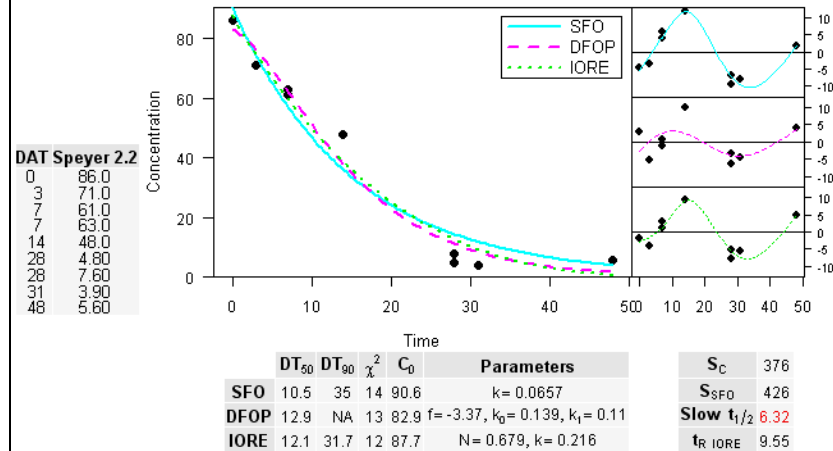 80
60
40
20
0
Concentration
SFO
DFOP
IORE
0 10 20 30 40 50
Time
10
5
0
-5
-10
10
5
0
-5
-10
10
5
0
-5
-10
0 10 20 30 40 50
DAT Speyer 2.2
0 86.0
3 71.0
7 61.0
7 63.0
14 48.0
28 4.80
28 7.60
31 3.90
48 5.60
DT₅₀ DT₉₀ χ² C₀ Parameters
SFO 10.5 35 14 90.6 k= 0.0657
DFOP 12.9 NA 13 82.9 f= -3.37, k₀= 0.139, k₁= 0.11
IORE 12.1 31.7 12 87.7 N= 0.679, k= 0.216
S_C 376
S_SFO 426
Slow t₁/₂ 6.32
t_R IORE 9.55